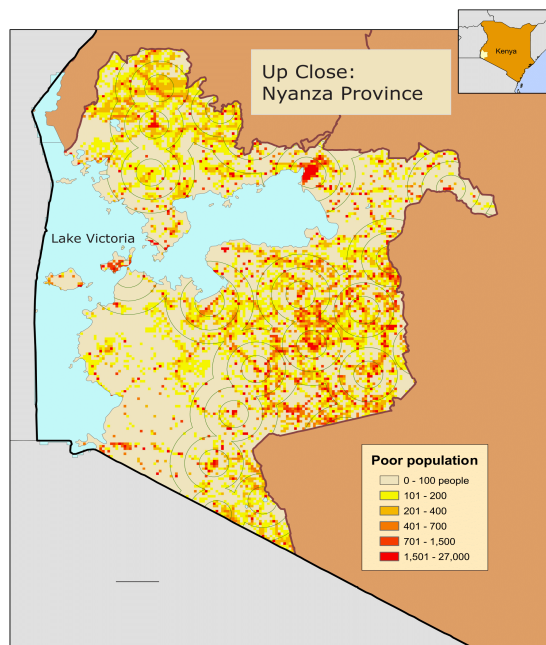 Kenya
Up Close:
Nyanza Province
Lake Victoria
Poor population
0 - 100 people
101 - 200
201 - 400
401 - 700
701 - 1,500
1,501 - 27,000